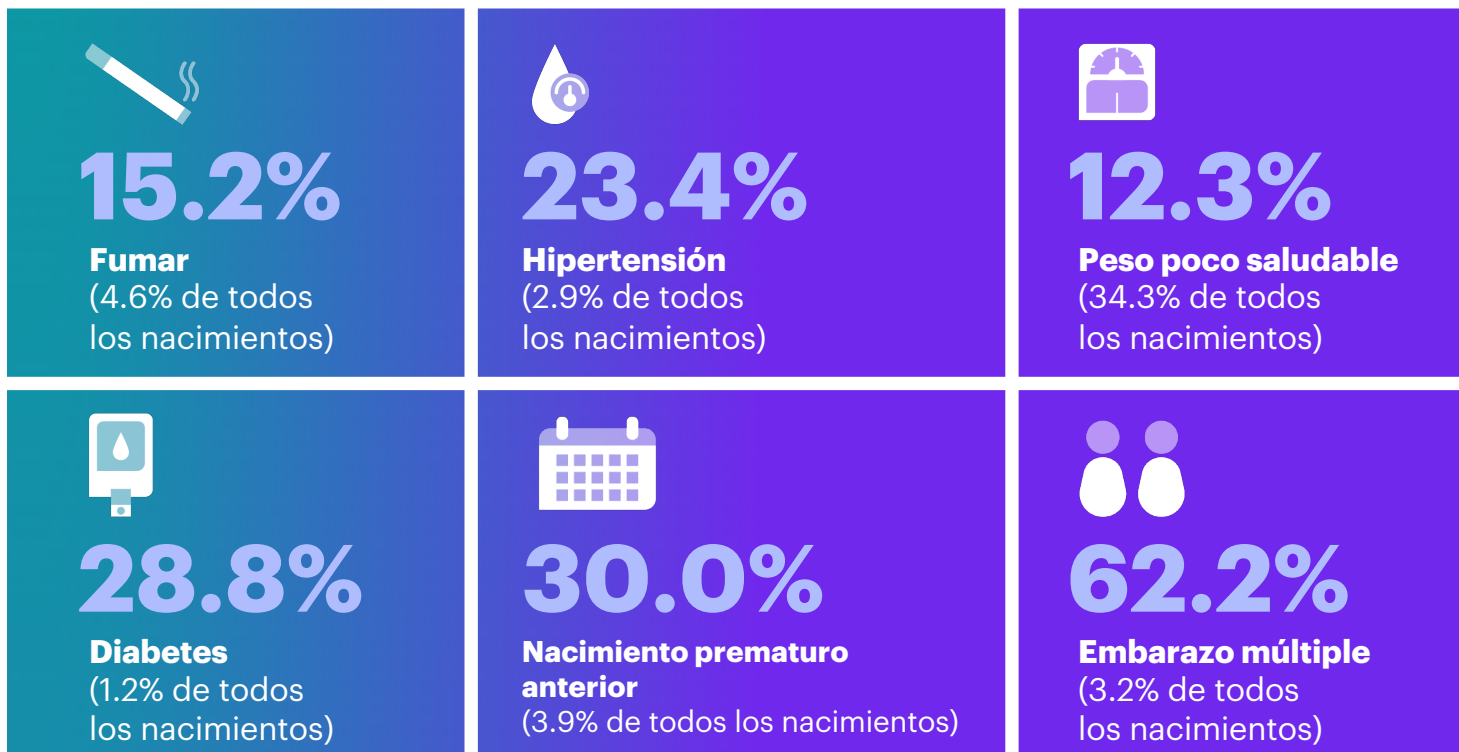 15.2%
Fumar
(4.6% de todos
los nacimientos)
23.4%
Hipertensión
(2.9% de todos
los nacimientos)
12.3%
Peso poco saludable
(34.3% de todos
los nacimientos)
28.8%
Diabetes
(1.2% de todos
los nacimientos)
30.0%
Nacimiento prematuro
anterior
(3.9% de todos los nacimientos)
62.2%
Embarazo múltiple
(3.2% de todos
los nacimientos)